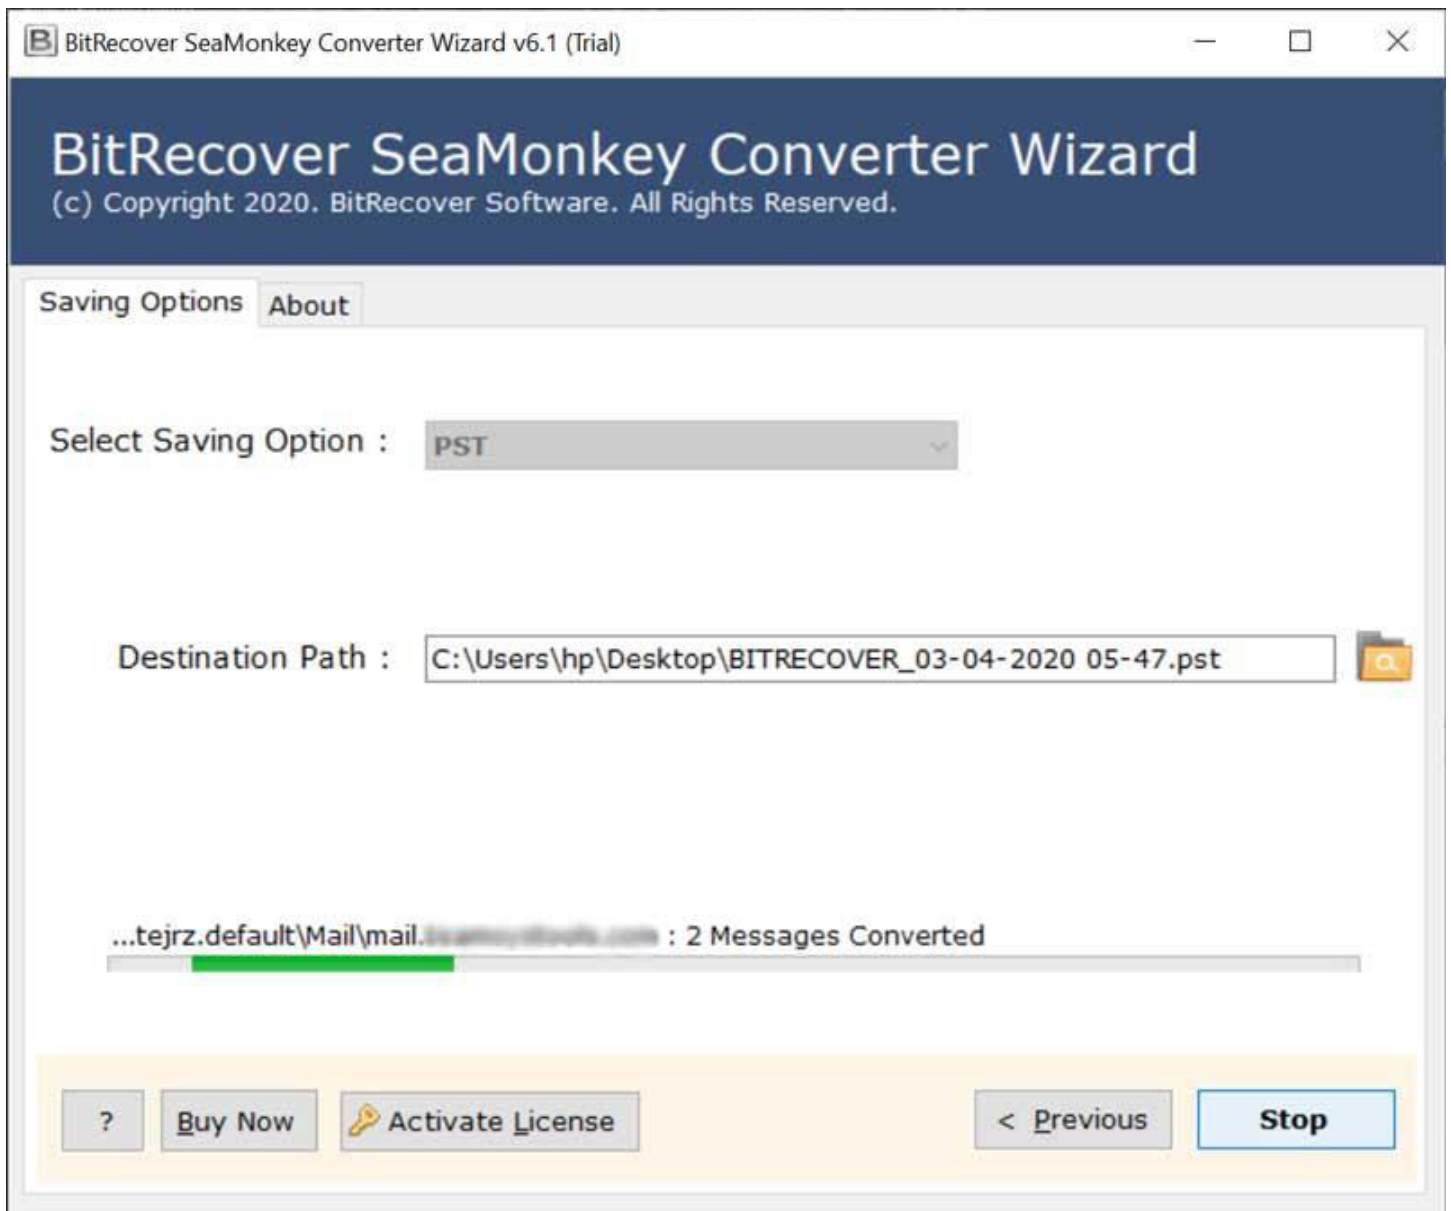 BitRecover SeaMonkey Converter Wizard v6.1 (Trial)
BitRecover SeaMonkey Converter Wizard
(c) Copyright 2020. BitRecover Software. All Rights Reserved.
Saving Options About
Select Saving Option : PST
Destination Path : C:\Users\hp\Desktop\BITRECOVER_03-04-2020 05-47.pst
...tejrz.default\Mail\mail. : 2 Messages Converted
? Buy Now Activate License < Previous Stop